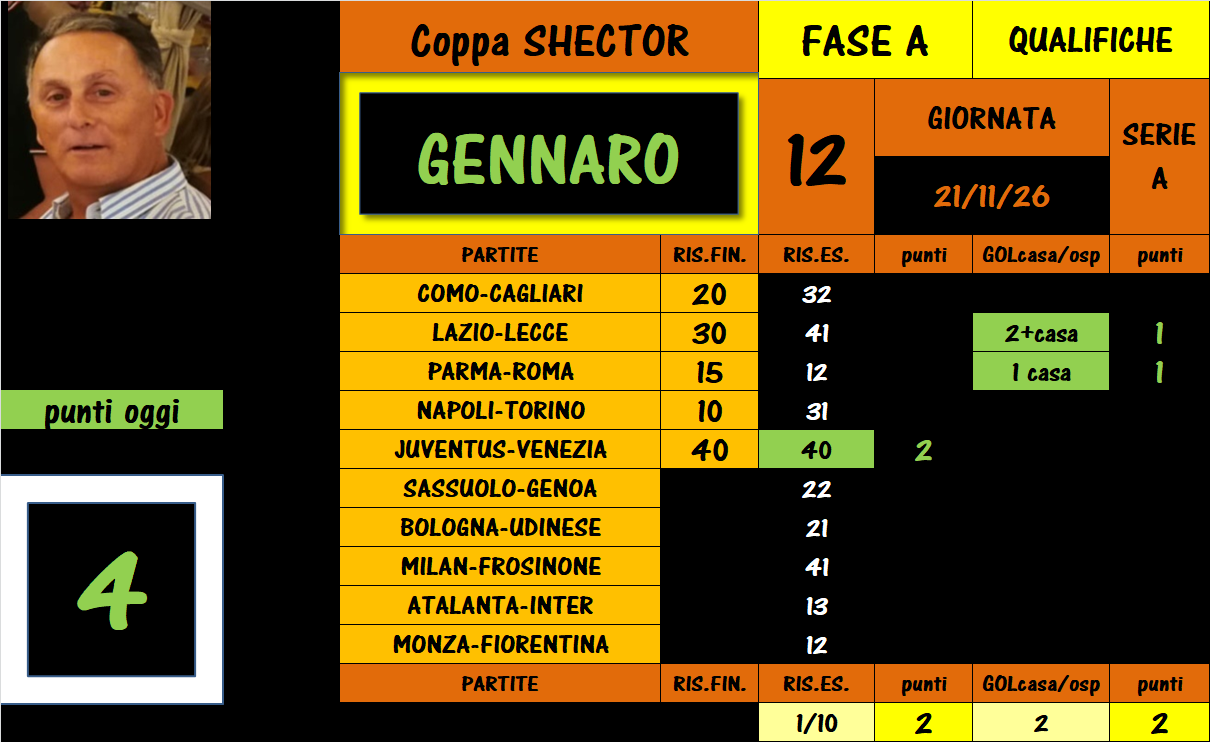 Coppa SHECTOR FASE A QUALIFICHE
GENNARO 12 GIORNATA SERIE A
21/11/26
PARTITE RIS.FIN. RIS.ES. punti GOLcasa/osp punti
COMO-CAGLIARI 20 32
LAZIO-LECCE 30 41 2+casa 1
PARMA-ROMA 15 12 1 casa 1
punti oggi
NAPOLI-TORINO 10 31
JUVENTUS-VENEZIA 40 40 2
SASSUOLO-GENOA 22
BOLOGNA-UDINESE 21
MILAN-FROSINONE 41
4
ATALANTA-INTER 13
MONZA-FIORENTINA 12
PARTITE RIS.FIN. RIS.ES. punti GOLcasa/osp punti
1/10 2 2 2